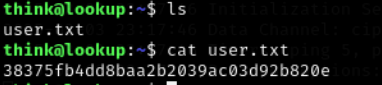 think@lookup:~$ ls
user.txt
think@lookup:~$ cat user.txt
38375fb4dd8baa2b2039ac03d92b820e